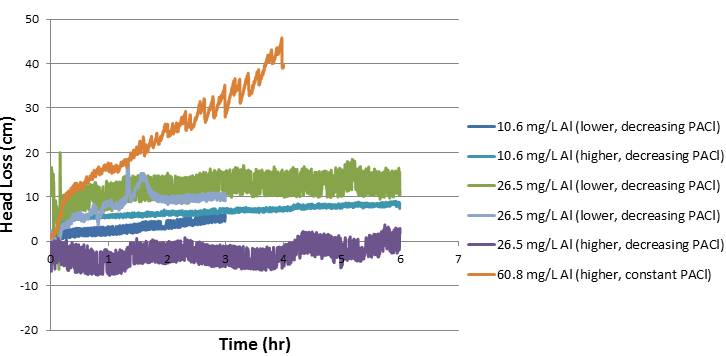 50
40
30
20
10
0
-10
-20
0 1 2 3 4 5 6 7
Head Loss (cm)
Time (hr)
10.6 mg/L Al (lower, decreasing PACl)
10.6 mg/L Al (higher, decreasing PACl)
26.5 mg/L Al (lower, decreasing PACl)
26.5 mg/L Al (lower, decreasing PACl)
26.5 mg/L Al (higher, decreasing PACl)
60.8 mg/L Al (higher, constant PACl)